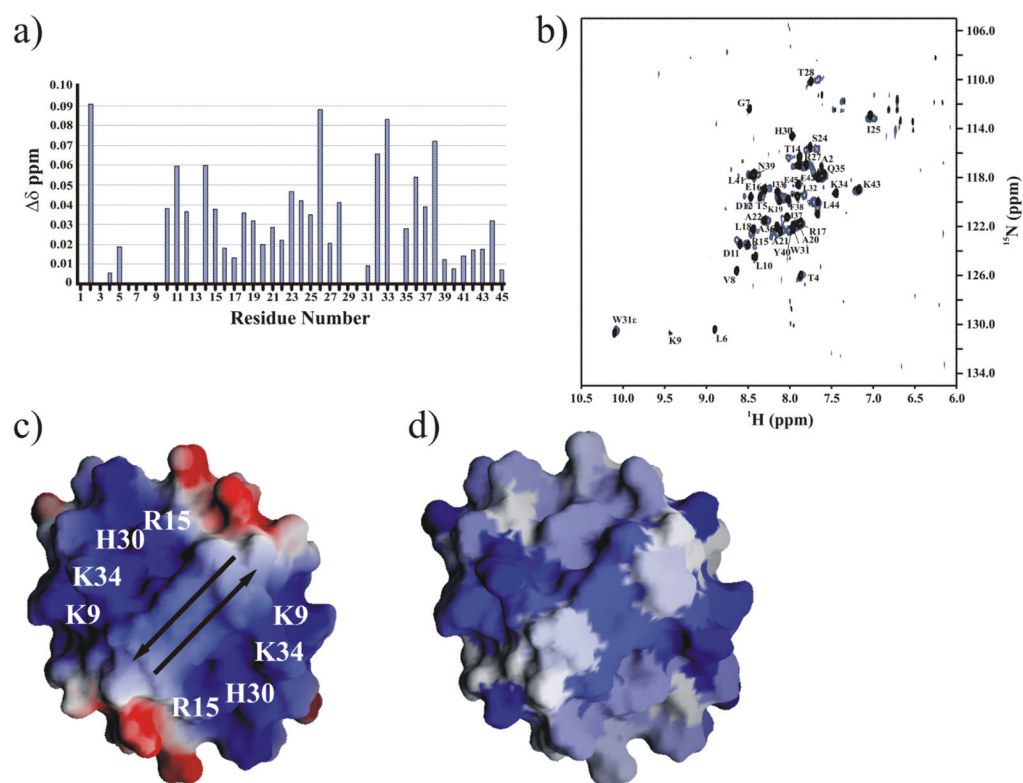 a)
0.10
0.09
0.08
0.07
0.06
0.05
0.04
0.03
0.02
0.01
0.00
Δδ ppm
1 3 5 7 9 11 13 15 17 19 21 23 25 27 29 31 33 35 37 39 41 43 45
Residue Number
b)
106.0
110.0
114.0
118.0
122.0
126.0
130.0
134.0
¹⁵N (ppm)
10.5 10.0 9.5 9.0 8.5 8.0 7.5 7.0 6.5 6.0
¹H (ppm)
T28
G7
I25
H30
S24
T14
R27
A2
N39
Q35
L41
E45
E42
E16
I33
L32
K34
K43
D12
T5
K19
F38
L44
A22
I37
L18
A36
R17
R15
A21
A20
D11
Y40
W31
L10
V8
T4
W31ε
K9
L6
c)
R15
H30
K34
K9
K9
K34
H30
R15
d)